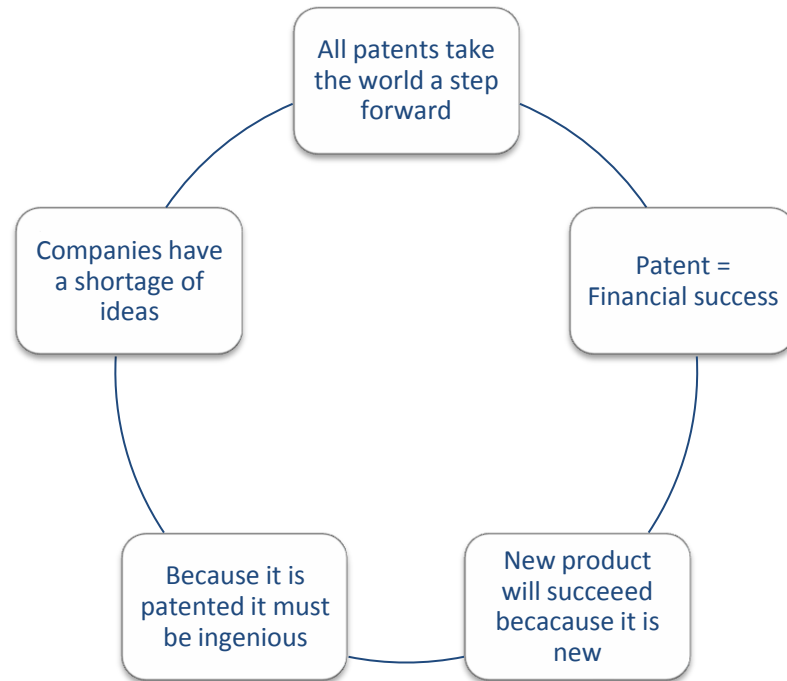 All patents take
the world a step
forward
Patent =
Financial success
New product
will succeeed
becacause it is
new
Because it is
patented it must
be ingenious
Companies have
a shortage of
ideas